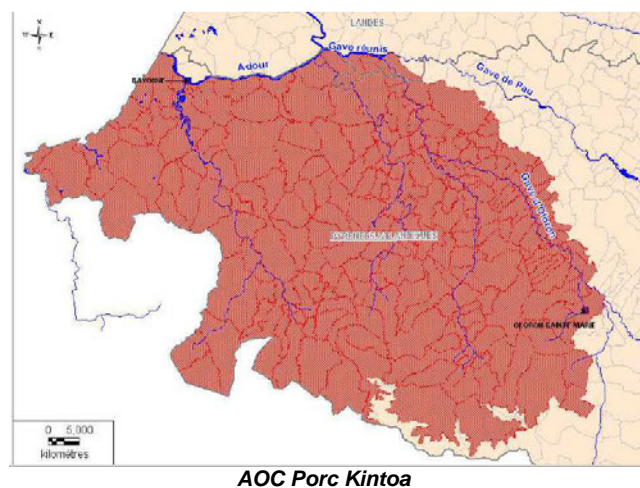 LANDES
Gave réunis
Adour
Gave de Pau
BAYONNE
Gave d'Oloron
PYRENEES-ATLANTIQUES
OLORON-SAINTE-MARIE
0 5,000
kilomètres
AOC Porc Kintoa